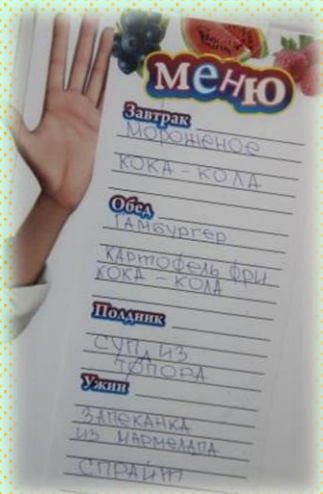 меню
Завтрак
МОРОЖЕНОЕ
КОКА - КОЛА
Обед
ГАМБУРГЕР
КАРТОФЕЛЬ ФРИ
КОКА - КОЛА
Полдник
СУП ИЗ
ТОПОРА
Ужин
ЗАПЕКАНКА
ИЗ МАРМЕЛАДА
СПРАЙТ